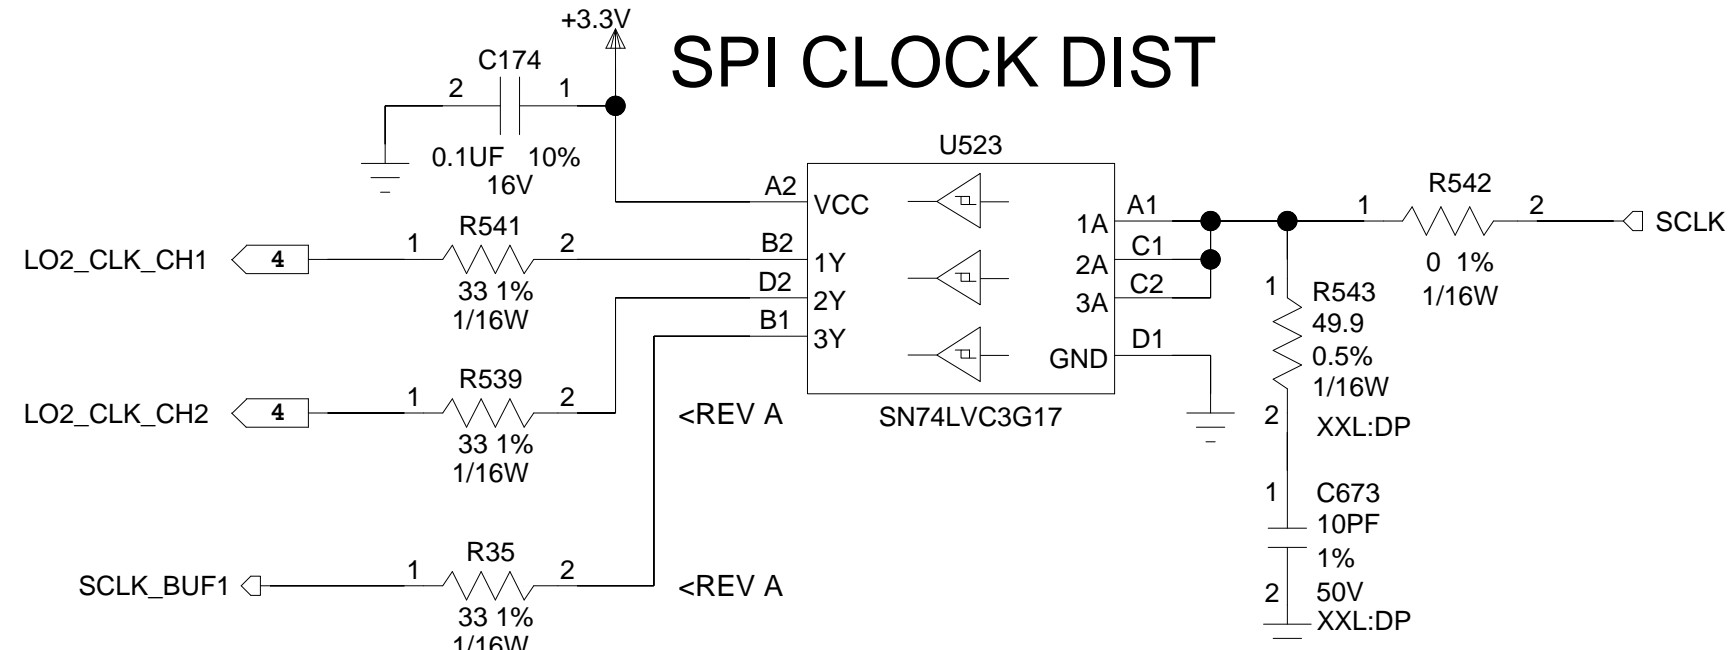 +3.3V
SPI CLOCK DIST
C174
2 1
0.1UF 10%
16V
U523
A2 VCC
1A A1
R542
1 2
SCLK
0 1%
1/16W
R541
LO2_CLK_CH1 4 1 2
33 1%
1/16W
B2 1Y
2A C1
D2 2Y
3A C2
B1 3Y
GND D1
SN74LVC3G17
1 R543
49.9
0.5%
1/16W
2 XXL:DP
R539
LO2_CLK_CH2 4 1 2
<REV A
33 1%
1/16W
1 C673
10PF
1%
50V
2
XXL:DP
R35
SCLK_BUF1 1 2
<REV A
33 1%
1/16W